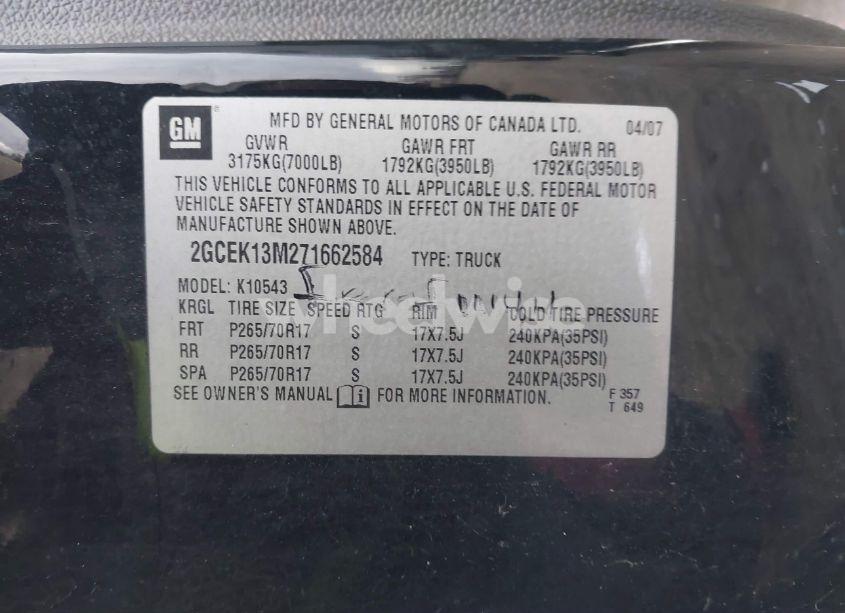 GM
MFD BY GENERAL MOTORS OF CANADA LTD. 04/07
GVWR GAWR FRT GAWR RR
3175KG(7000LB) 1792KG(3950LB) 1792KG(3950LB)
THIS VEHICLE CONFORMS TO ALL APPLICABLE U.S. FEDERAL MOTOR
VEHICLE SAFETY STANDARDS IN EFFECT ON THE DATE OF
MANUFACTURE SHOWN ABOVE.
2GCEK13M271662584 TYPE: TRUCK
MODEL: K10543
KRGL TIRE SIZE SPEED RTG RIM COLD TIRE PRESSURE
FRT P265/70R17 S 17X7.5J 240KPA(35PSI)
RR P265/70R17 S 17X7.5J 240KPA(35PSI)
SPA P265/70R17 S 17X7.5J 240KPA(35PSI)
SEE OWNER'S MANUAL FOR MORE INFORMATION.
F 357
T 649
wheelwise